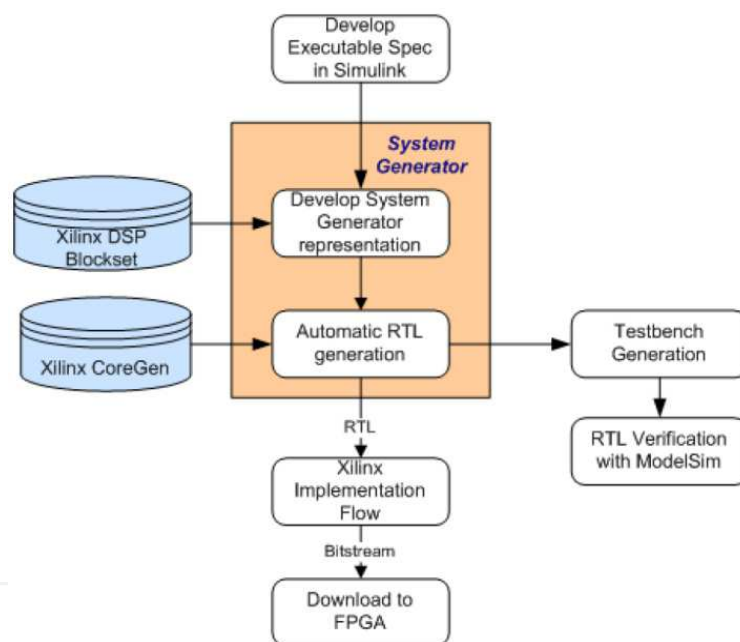 Develop
Executable Spec
in Simulink
System
Generator
Xilinx DSP
Blockset
Develop System
Generator
representation
Xilinx CoreGen
Automatic RTL
generation
Testbench
Generation
RTL
RTL Verification
with ModelSim
Xilinx
Implementation
Flow
Bitstream
Download to
FPGA